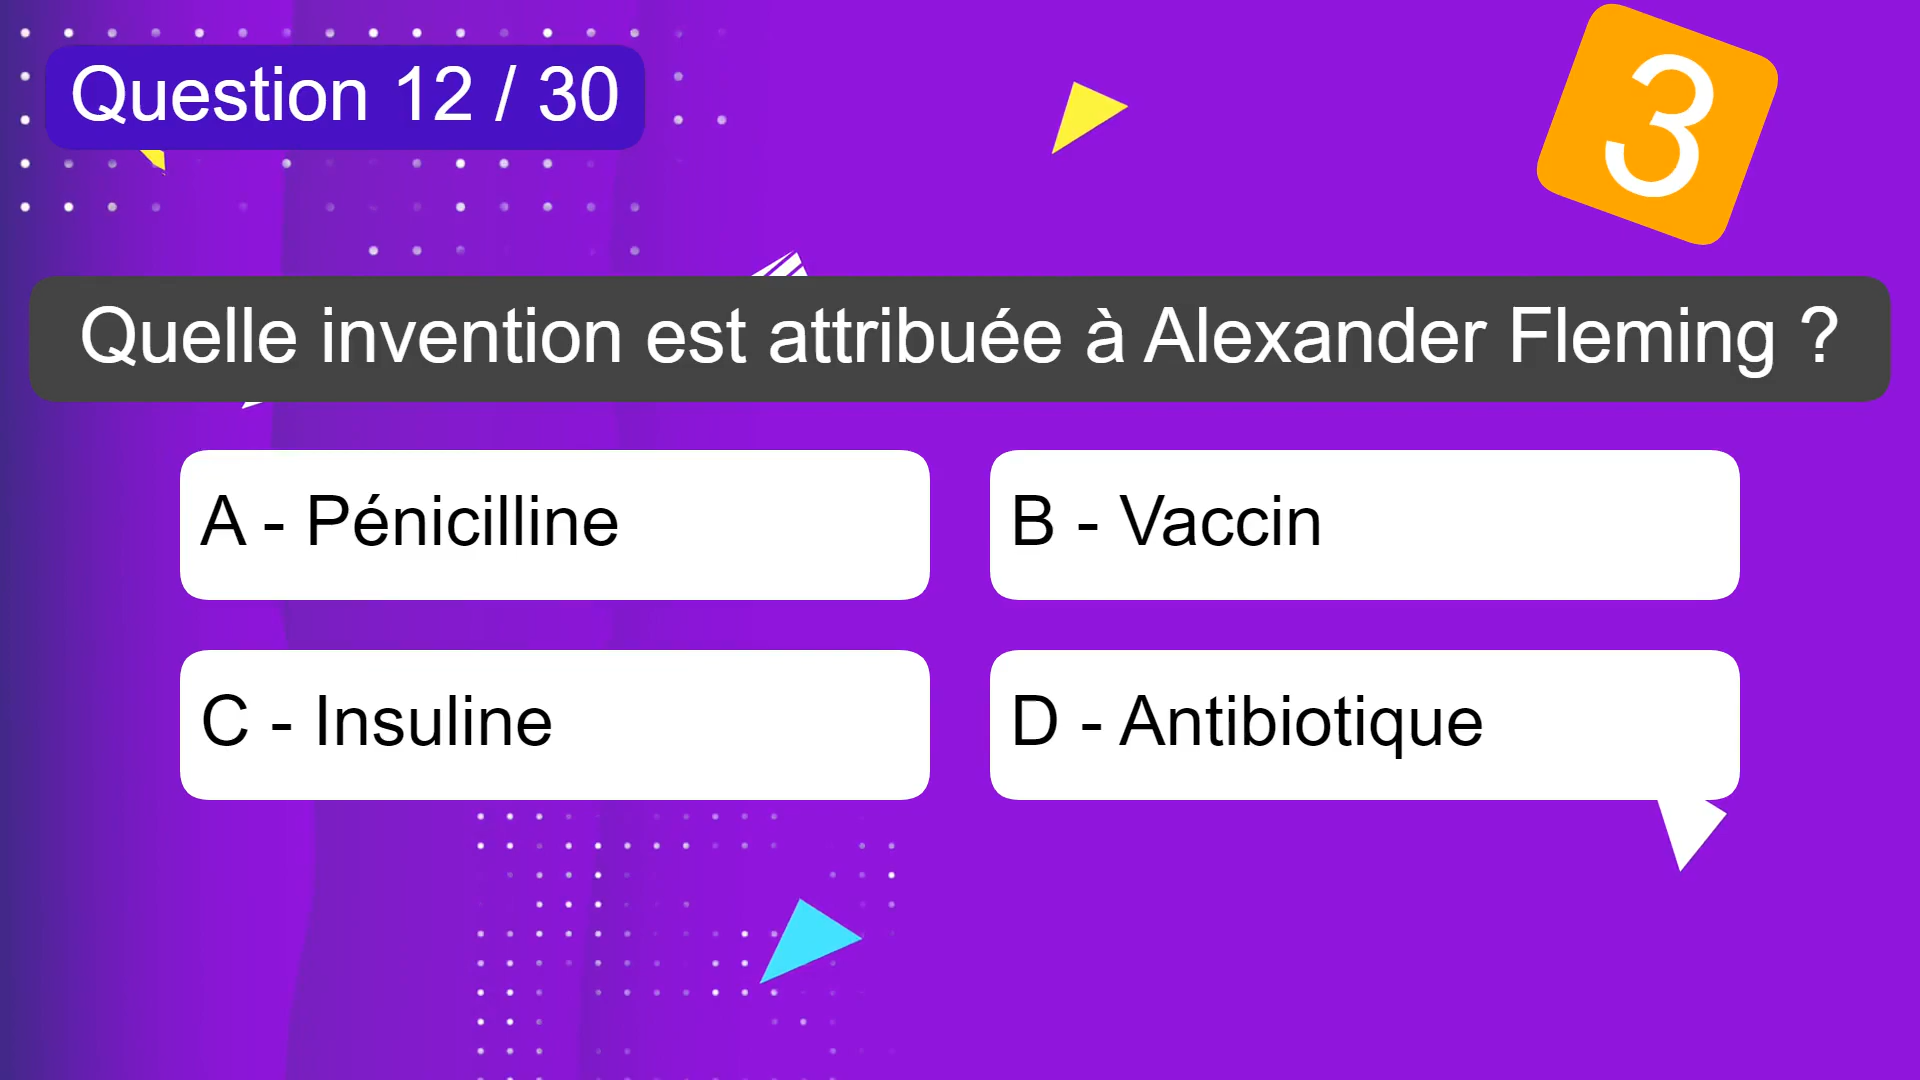 Question 12 / 30
3
Quelle invention est attribuée à Alexander Fleming ?
A - Pénicilline
B - Vaccin
C - Insuline
D - Antibiotique